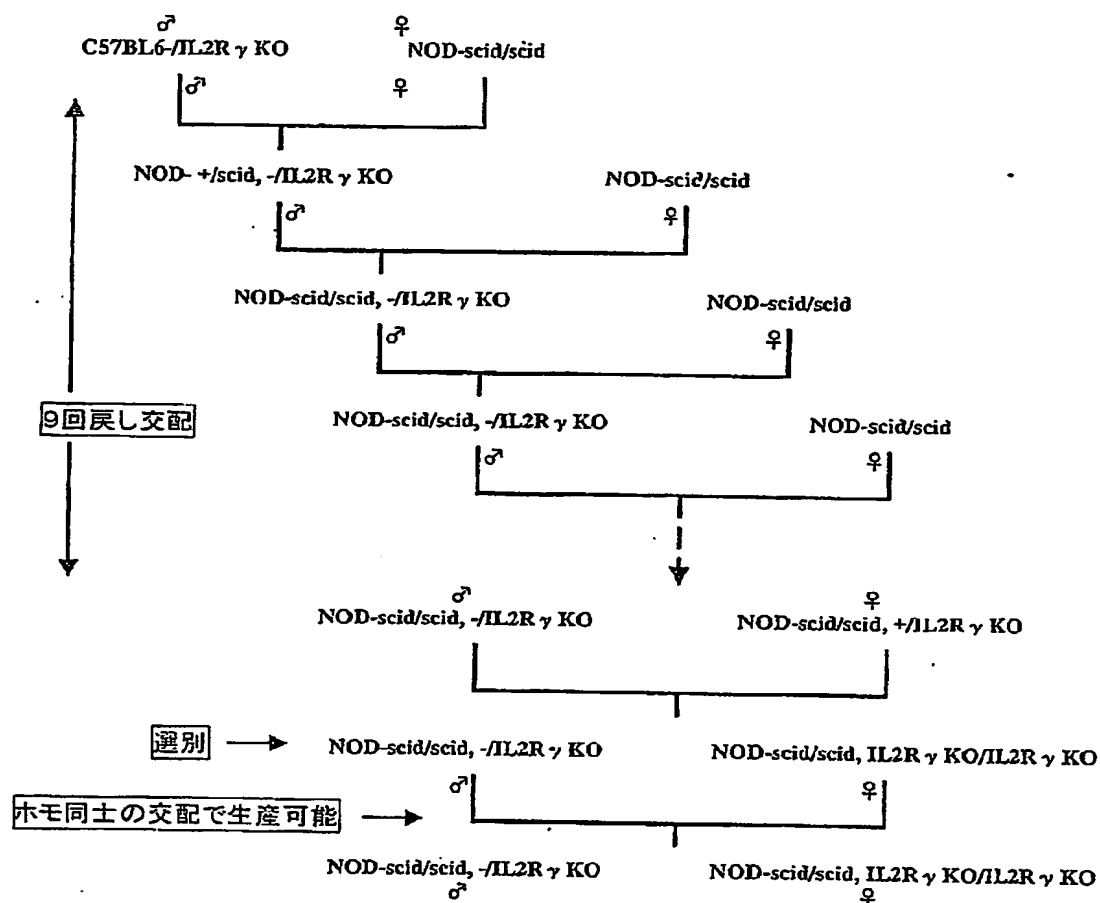 ♂ ♀
C57BL6-/IL2R γ KO NOD-scid/scid
♂ ♀
NOD- +/scid, -/IL2R γ KO NOD-scid/scid
♂ ♀
NOD-scid/scid, -/IL2R γ KO NOD-scid/scid
♂ ♀
9回戻し交配
NOD-scid/scid, -/IL2R γ KO NOD-scid/scid
♂ ♀
♂ ♀
NOD-scid/scid, -/IL2R γ KO NOD-scid/scid, +/IL2R γ KO
選別
NOD-scid/scid, -/IL2R γ KO NOD-scid/scid, IL2R γ KO/IL2R γ KO
♂ ♀
ホモ同士の交配で生産可能
NOD-scid/scid, -/IL2R γ KO NOD-scid/scid, IL2R γ KO/IL2R γ KO
♂ ♀